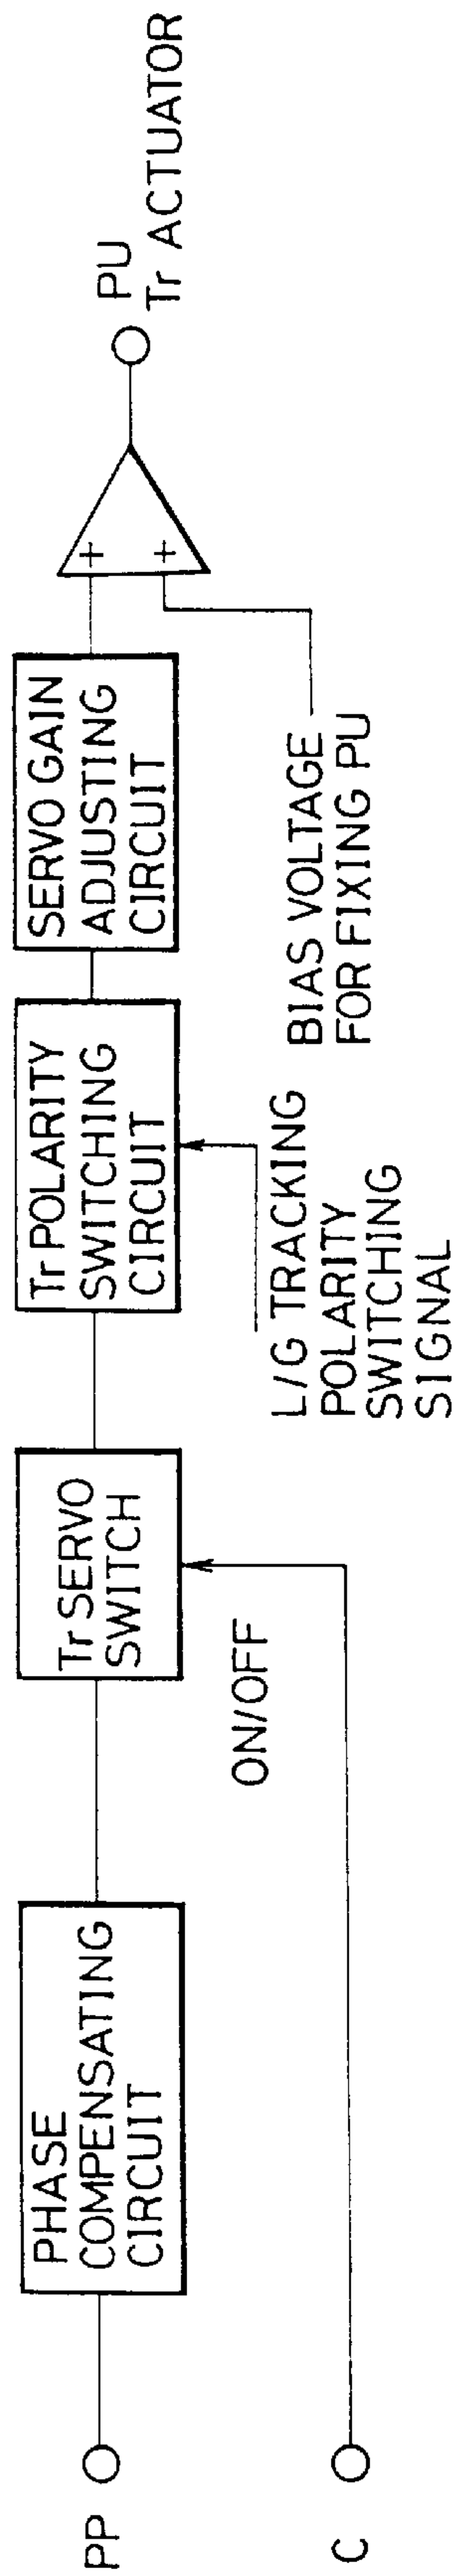 PP
PHASE
COMPENSATING
CIRCUIT
Tr SERVO
SWITCH
Tr POLARITY
SWITCHING
CIRCUIT
SERVO GAIN
ADJUSTING
CIRCUIT
+
+
PU
Tr ACTUATOR
C
ON/OFF
L/G TRACKING
POLARITY
SWITCHING
SIGNAL
BIAS VOLTAGE
FOR FIXING PU